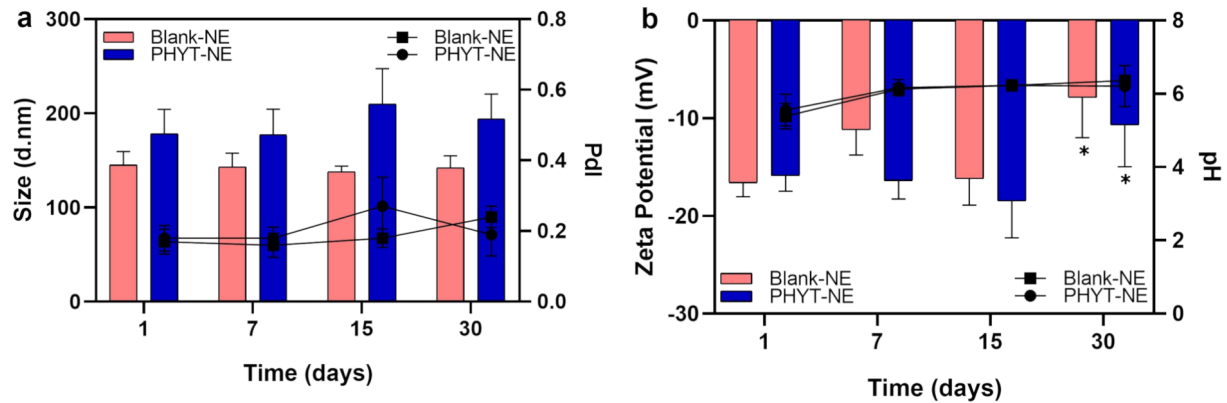 a
300
200
100
0
Size (d.nm)
Blank-NE
PHYT-NE
Blank-NE
PHYT-NE
0.8
0.6
0.4
0.2
0.0
PdI
1 7 15 30
Time (days)
b
0
-10
-20
-30
Zeta Potential (mV)
*
*
Blank-NE
PHYT-NE
Blank-NE
PHYT-NE
8
6
4
2
0
pH
1 7 15 30
Time (days)